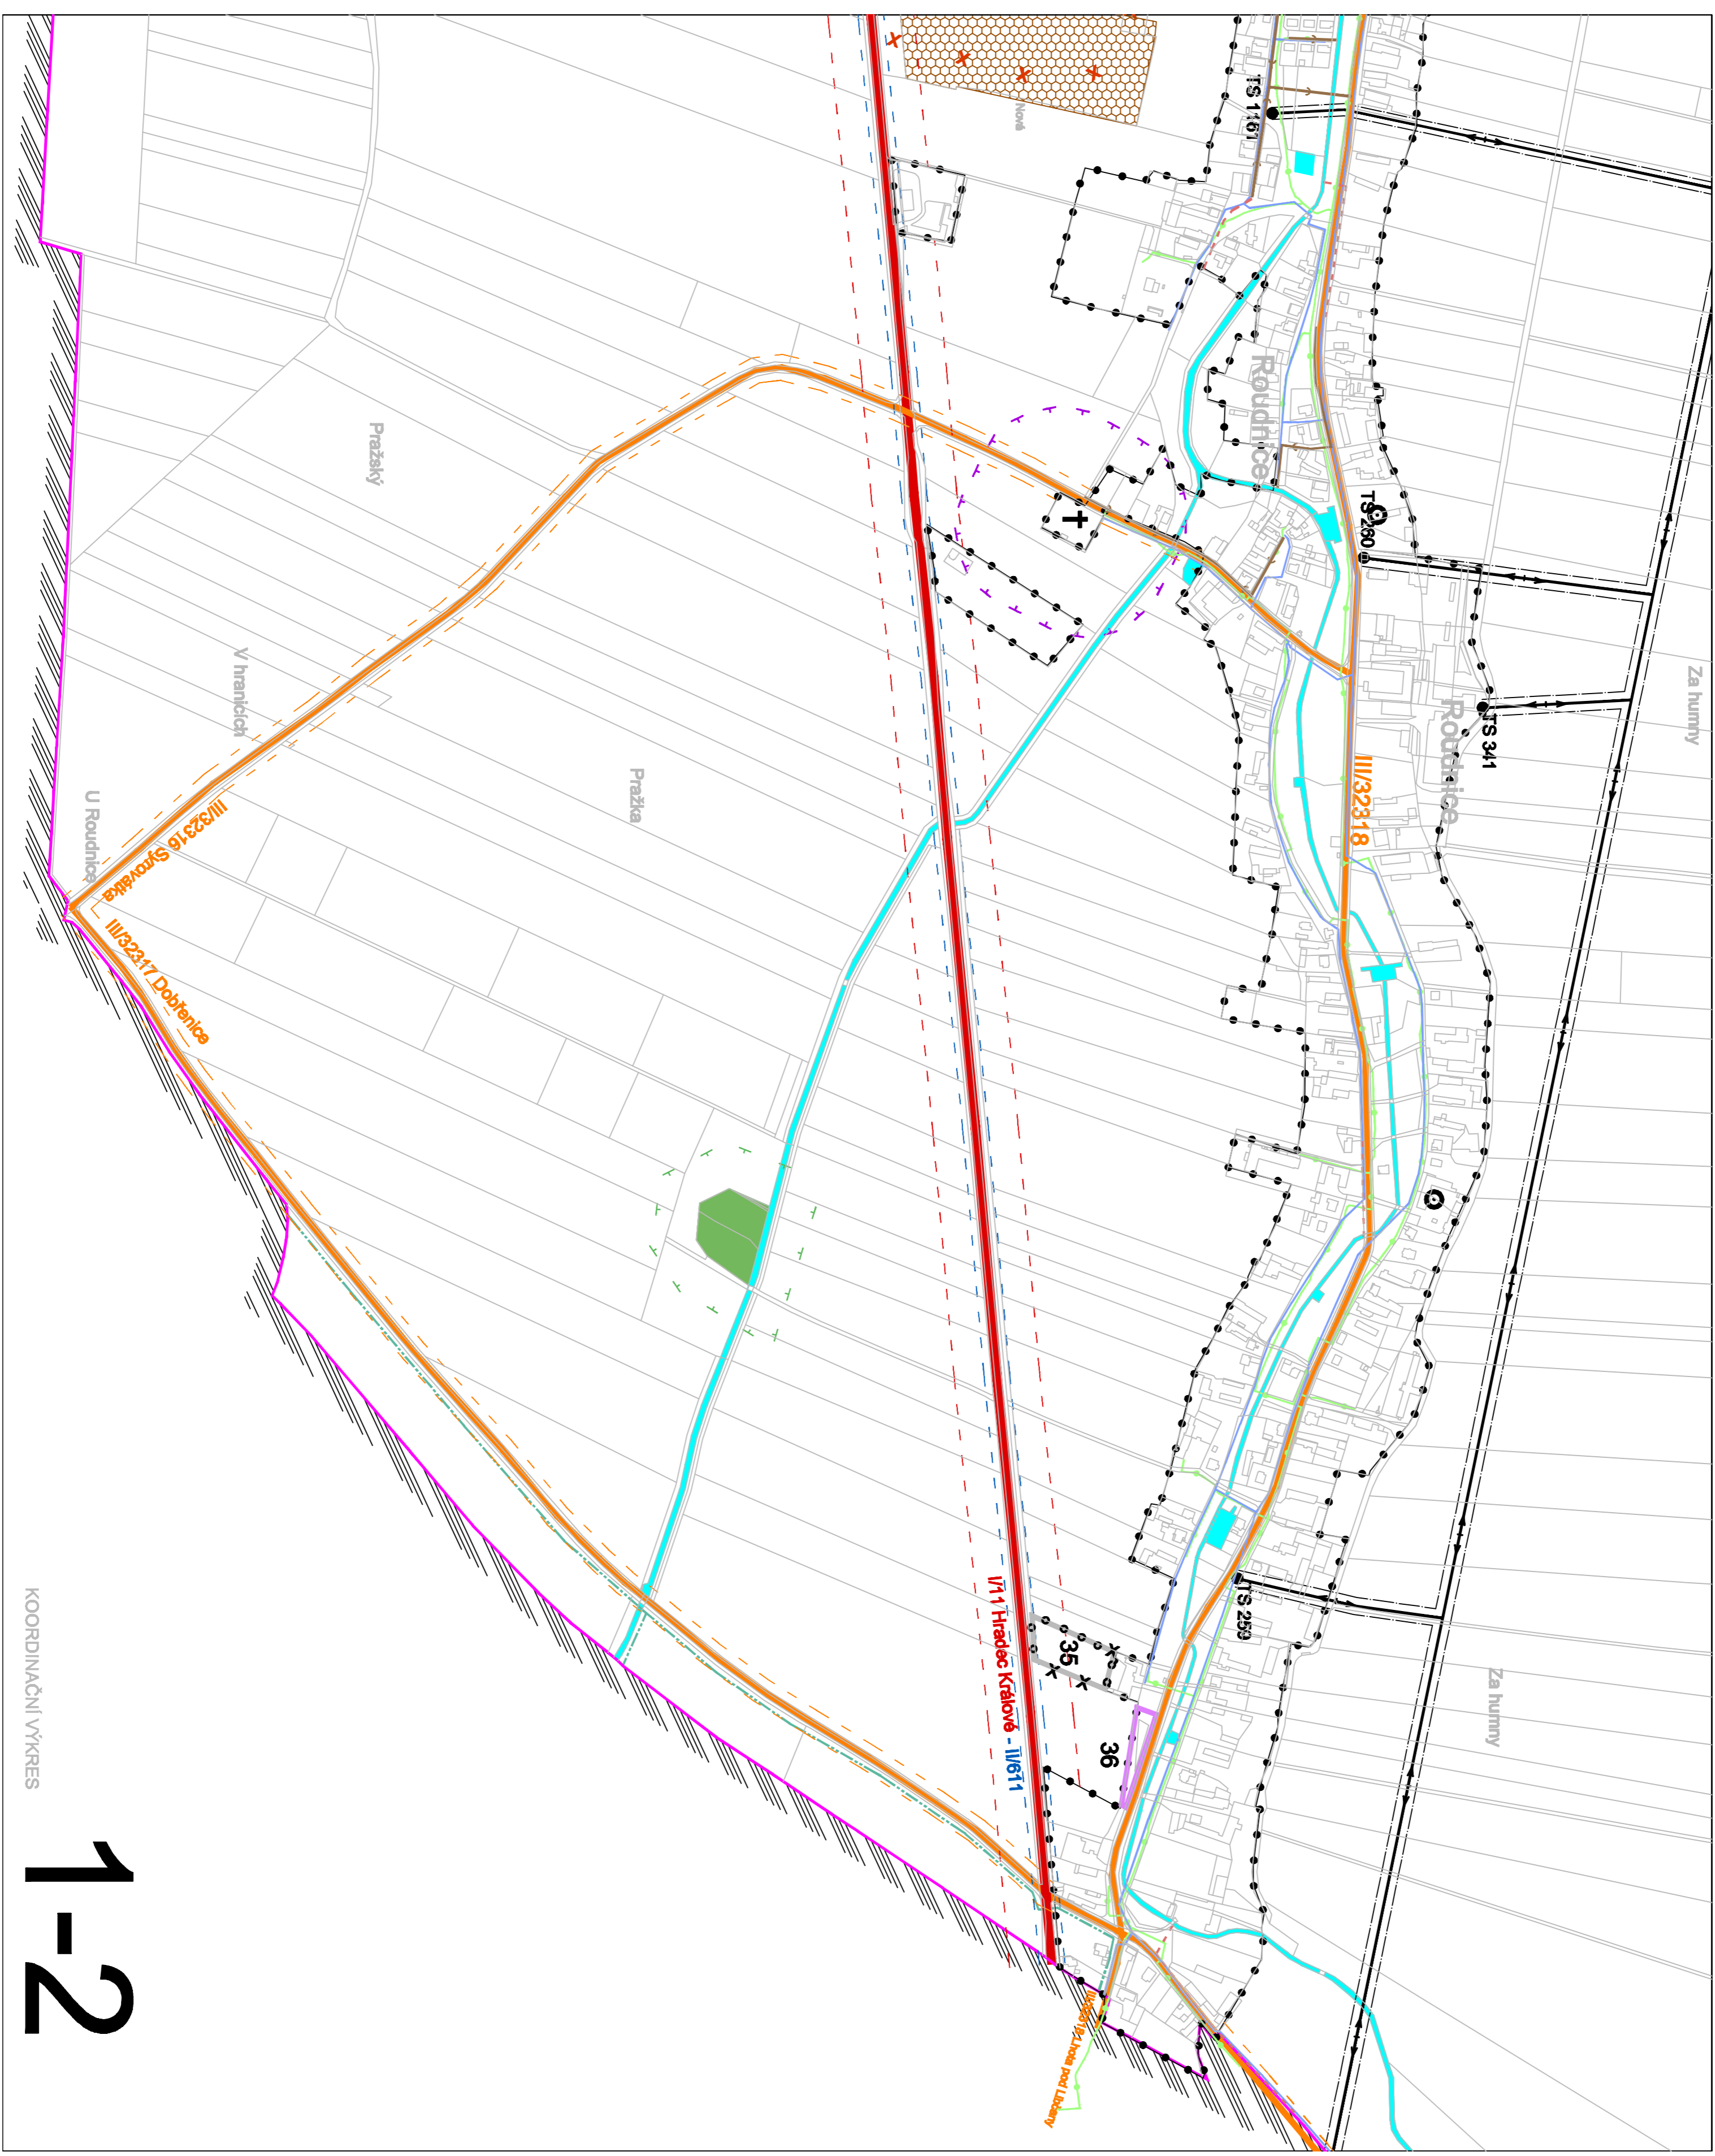 Za humny
Za humny
TS 1161
TS 260
TS 341
TS 259
Roudnice
Roudnice
III/32318
Nová
35
36
I/11 Hradec Králové - II/611
Pražka
Pražský
V hranicích
U Roudnice
III/32316 Syrovátka
III/32317 Dobřenice
KOORDINAČNÍ VÝKRES
1-2